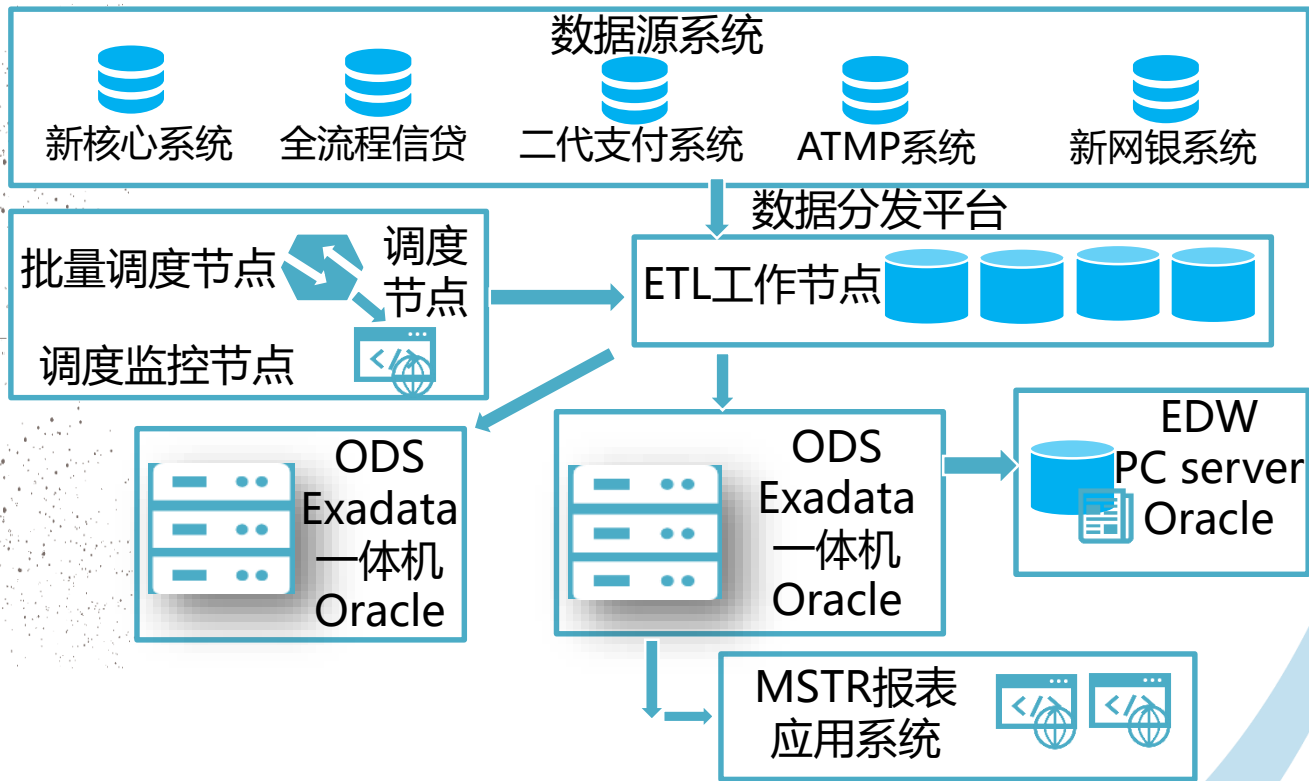 数据源系统
新核心系统
全流程信贷
二代支付系统
ATMP系统
新网银系统
数据分发平台
批量调度节点
调度
节点
调度监控节点
ETL工作节点
ODS
Exadata
一体机
Oracle
ODS
Exadata
一体机
Oracle
EDW
PC server
Oracle
MSTR报表
应用系统